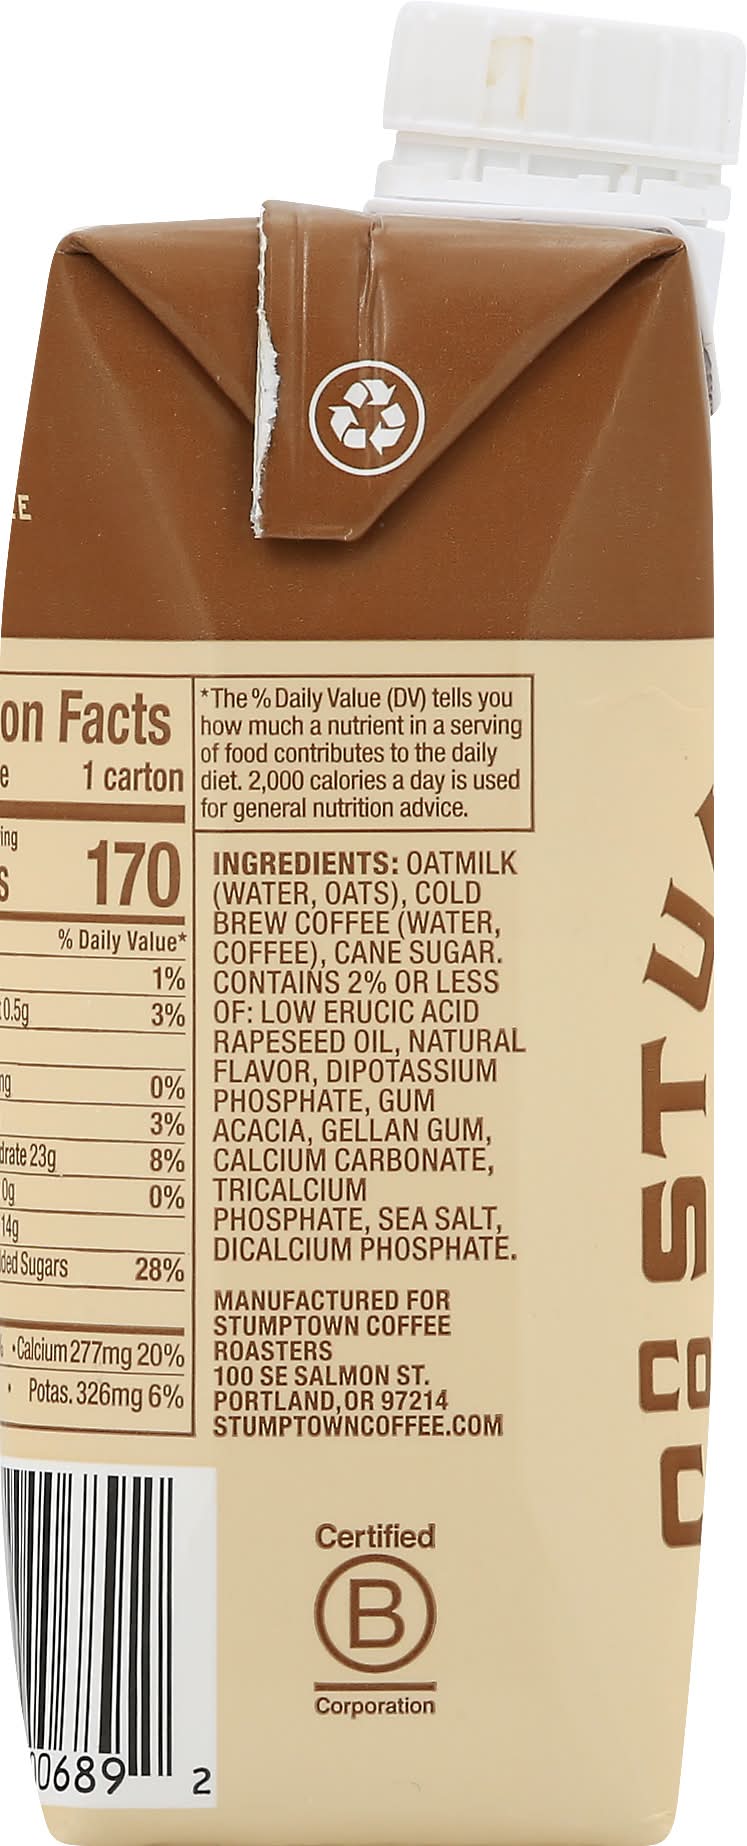 on Facts
1 carton
170
% Daily Value*
1%
0.5g 3%
0%
3%
23g 8%
0g 0%
14g
Sugars 28%
Calcium 277mg 20%
Potas. 326mg 6%
*The % Daily Value (DV) tells you
how much a nutrient in a serving
of food contributes to the daily
diet. 2,000 calories a day is used
for general nutrition advice.
INGREDIENTS: OATMILK
(WATER, OATS), COLD
BREW COFFEE (WATER,
COFFEE), CANE SUGAR.
CONTAINS 2% OR LESS
OF: LOW ERUCIC ACID
RAPESEED OIL, NATURAL
FLAVOR, DIPOTASSIUM
PHOSPHATE, GUM
ACACIA, GELLAN GUM,
CALCIUM CARBONATE,
TRICALCIUM
PHOSPHATE, SEA SALT,
DICALCIUM PHOSPHATE.
MANUFACTURED FOR
STUMPTOWN COFFEE
ROASTERS
100 SE SALMON ST.
PORTLAND, OR 97214
STUMPTOWNCOFFEE.COM
Certified
B
Corporation
00689 2
STU